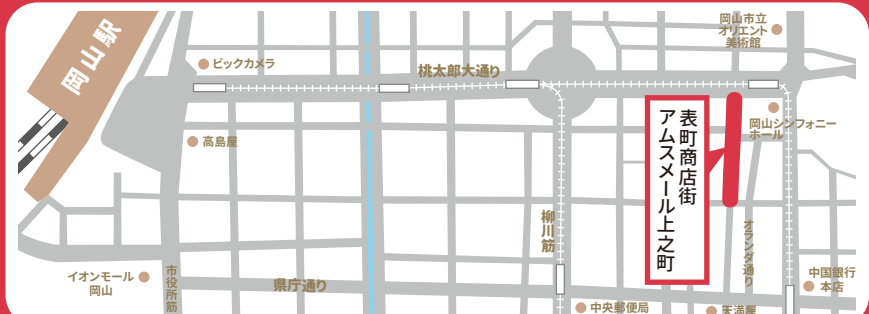 岡山駅
ビックカメラ
桃太郎大通り
岡山市立
オリエント
美術館
高島屋
岡山シンフォニー
ホール
表町商店街
アムスメール上之町
柳川筋
オランダ通り
イオンモール
岡山
市役所筋
県庁通り
中央郵便局
天満屋
中国銀行
本店